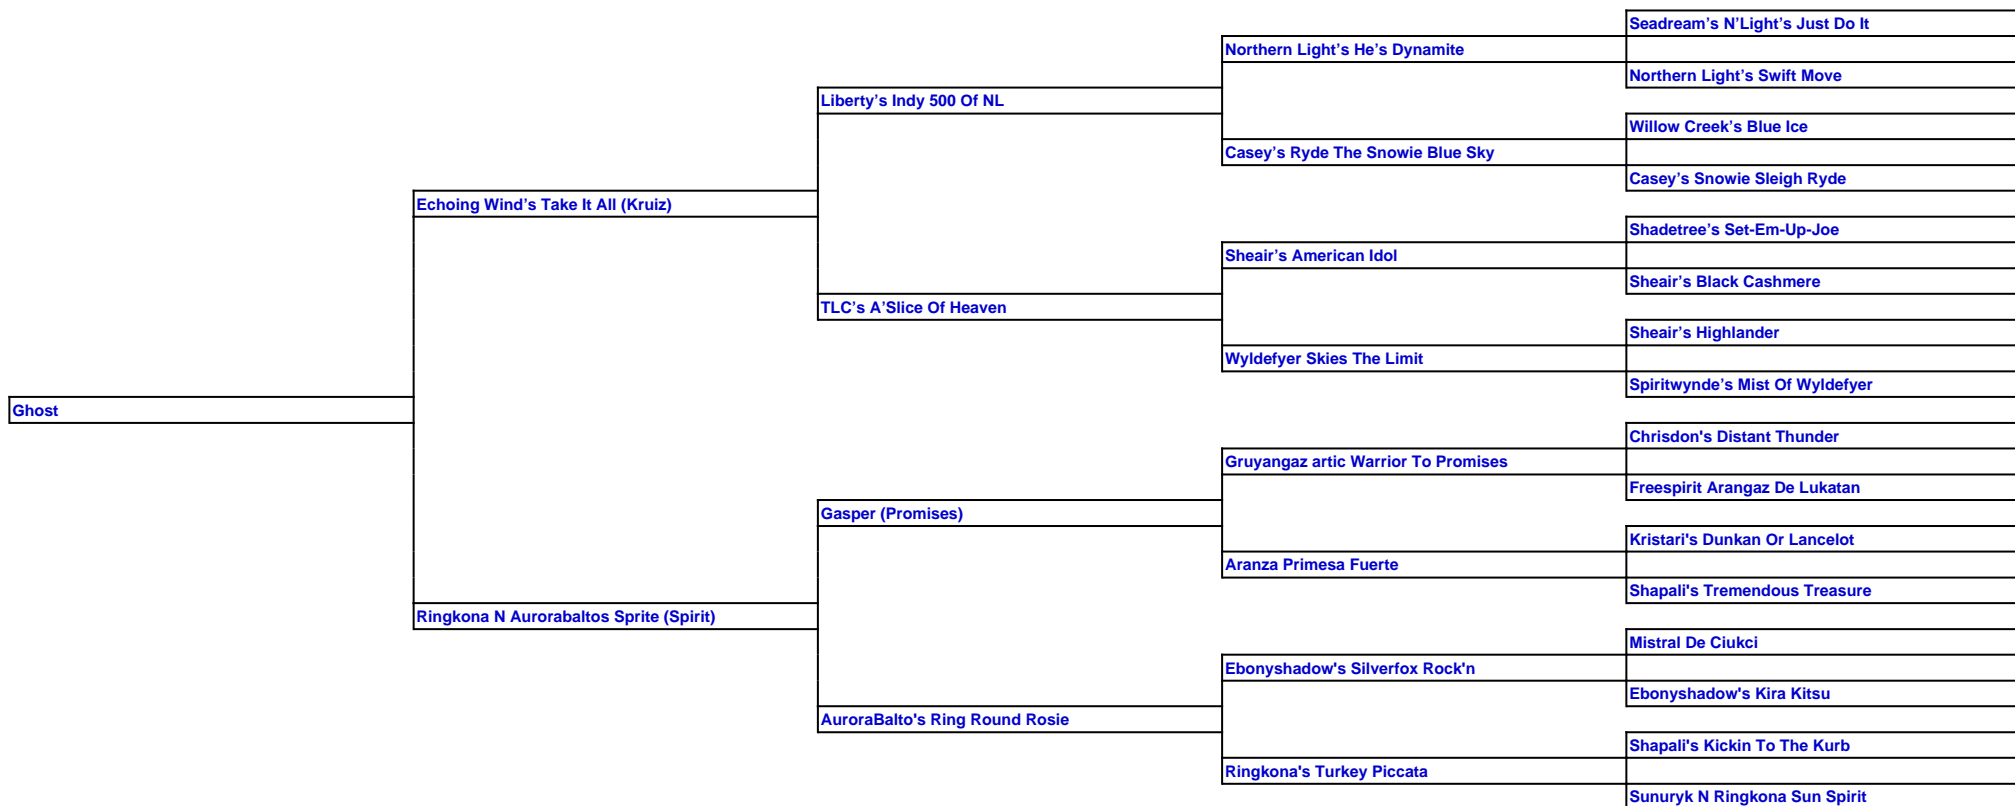 Seadream’s N’Light’s Just Do It
Northern Light’s He’s Dynamite
Northern Light’s Swift Move
Liberty’s Indy 500 Of NL
Willow Creek’s Blue Ice
Casey’s Ryde The Snowie Blue Sky
Casey’s Snowie Sleigh Ryde
Echoing Wind’s Take It All (Kruiz)
Shadetree’s Set-Em-Up-Joe
Sheair’s American Idol
Sheair’s Black Cashmere
TLC’s A’Slice Of Heaven
Sheair’s Highlander
Wyldefyer Skies The Limit
Spiritwynde’s Mist Of Wyldefyer
Ghost
Chrisdon's Distant Thunder
Gruyangaz artic Warrior To Promises
Freespirit Arangaz De Lukatan
Gasper (Promises)
Kristari's Dunkan Or Lancelot
Aranza Primesa Fuerte
Shapali's Tremendous Treasure
Ringkona N Aurorabaltos Sprite (Spirit)
Mistral De Ciukci
Ebonyshadow's Silverfox Rock'n
Ebonyshadow's Kira Kitsu
AuroraBalto's Ring Round Rosie
Shapali's Kickin To The Kurb
Ringkona's Turkey Piccata
Sunuryk N Ringkona Sun Spirit